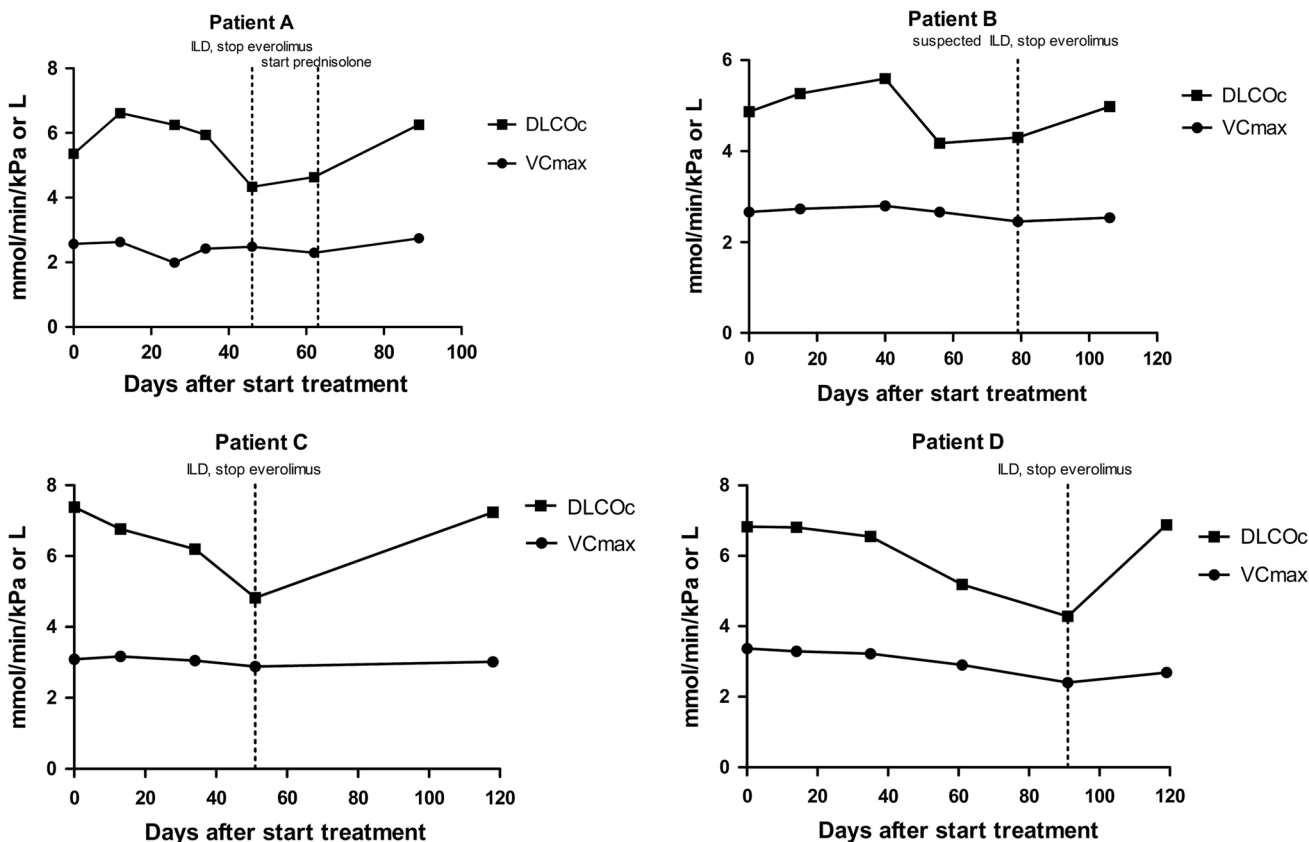 Patient A
ILD, stop everolimus
start prednisolone
mmol/min/kPa or L
8
6
4
2
0
0 20 40 60 80 100
Days after start treatment
DLCOc
VCmax
Patient B
suspected ILD, stop everolimus
mmol/min/kPa or L
6
4
2
0
0 20 40 60 80 100 120
Days after start treatment
DLCOc
VCmax
Patient C
ILD, stop everolimus
mmol/min/kPa or L
8
6
4
2
0
0 20 40 60 80 100 120
Days after start treatment
DLCOc
VCmax
Patient D
ILD, stop everolimus
mmol/min/kPa or L
8
6
4
2
0
0 20 40 60 80 100 120
Days after start treatment
DLCOc
VCmax